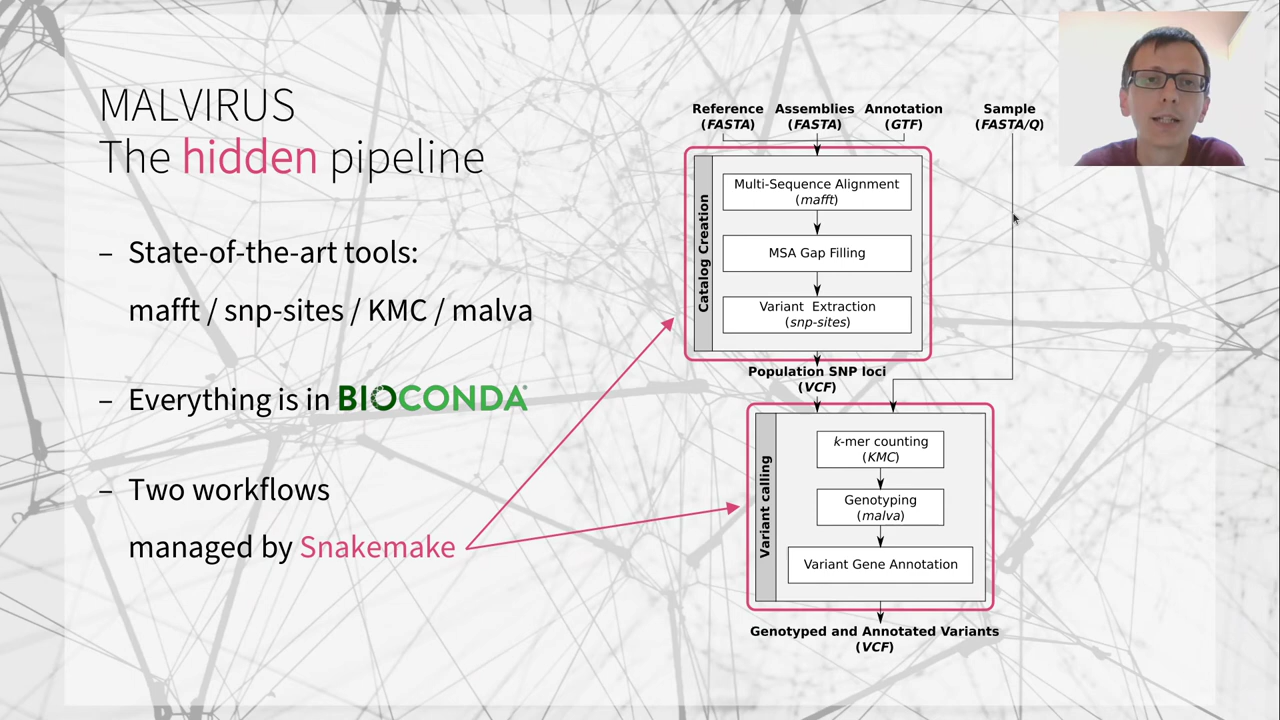 MALVIRUS
The hidden pipeline
– State-of-the-art tools:
mafft / snp-sites / KMC / malva
– Everything is in BIOCONDA
– Two workflows
managed by Snakemake
Reference
(FASTA)
Assemblies
(FASTA)
Annotation
(GTF)
Sample
(FASTA/Q)
Catalog Creation
Multi-Sequence Alignment
(mafft)
MSA Gap Filling
Variant Extraction
(snp-sites)
Population SNP loci
(VCF)
Variant calling
k-mer counting
(KMC)
Genotyping
(malva)
Variant Gene Annotation
Genotyped and Annotated Variants
(VCF)